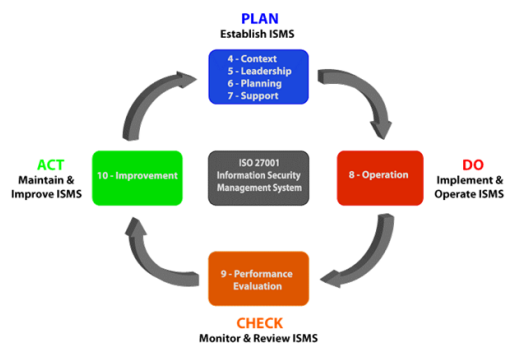 PLAN
Establish ISMS
4 - Context
5 - Leadership
6 - Planning
7 - Support
ACT
Maintain &
Improve ISMS
10 - Improvement
ISO 27001
Information Security
Management System
8 - Operation
DO
Implement &
Operate ISMS
9 - Performance
Evaluation
CHECK
Monitor & Review ISMS